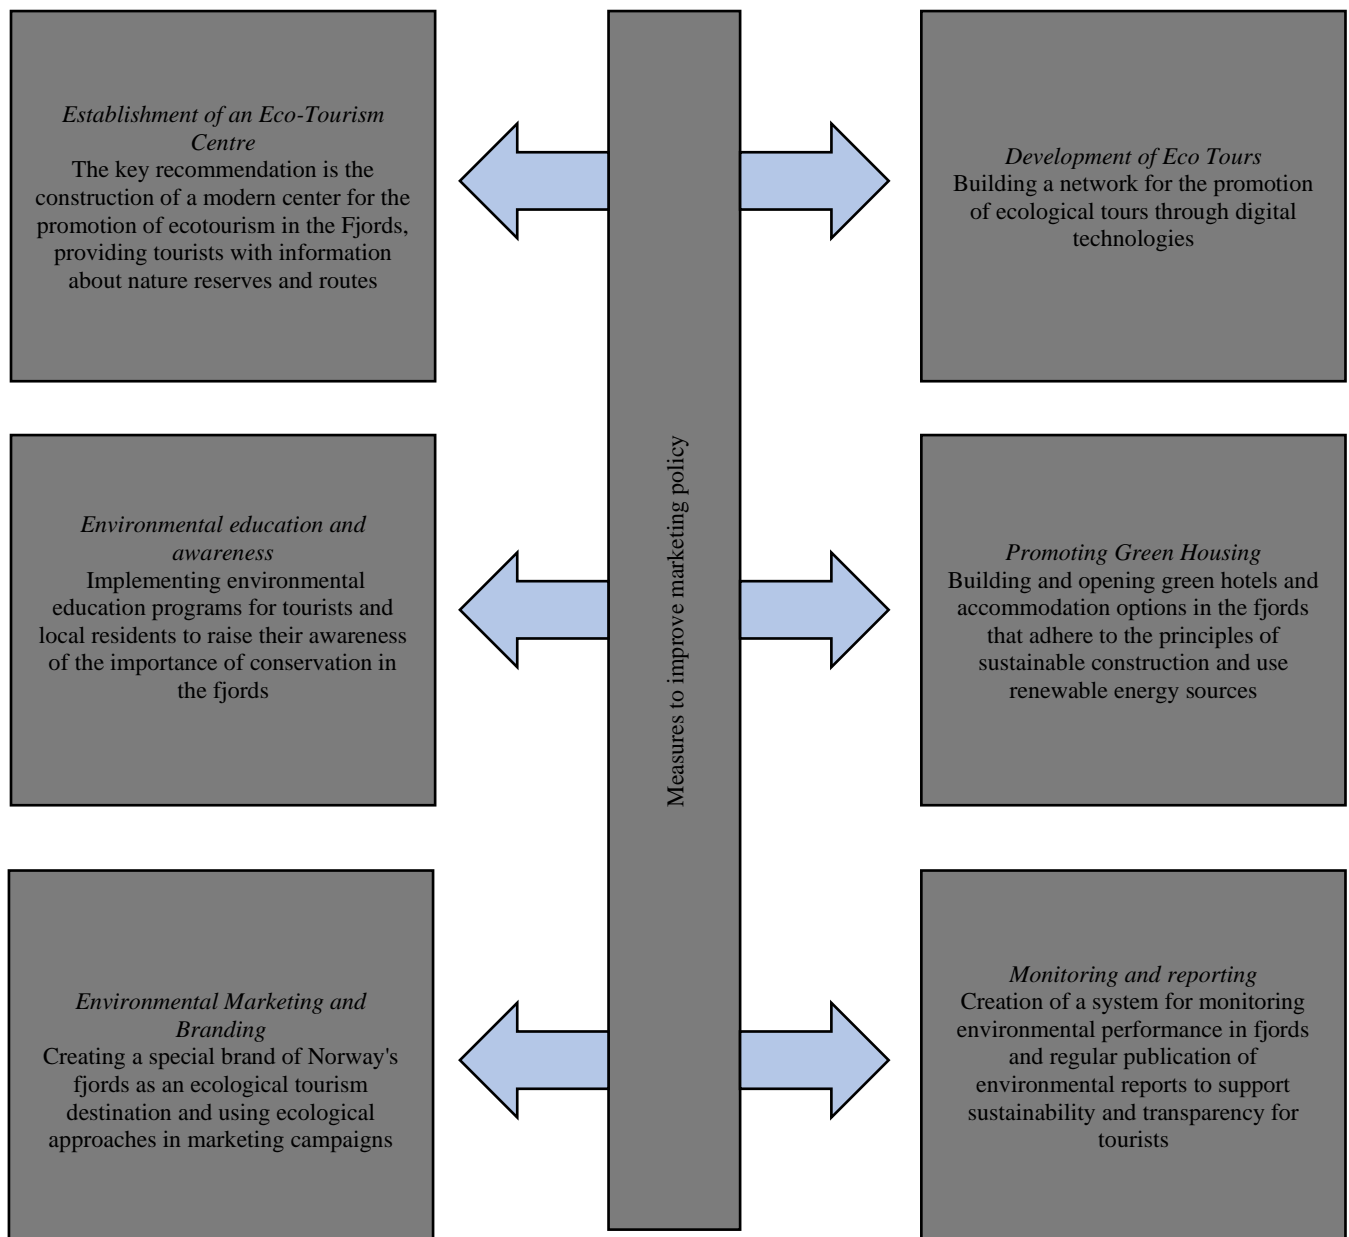 Establishment of an Eco-Tourism
Centre
The key recommendation is the
construction of a modern center for the
promotion of ecotourism in the Fjords,
providing tourists with information
about nature reserves and routes
Development of Eco Tours
Building a network for the promotion
of ecological tours through digital
technologies
Measures to improve marketing policy
Environmental education and
awareness
Implementing environmental
education programs for tourists and
local residents to raise their awareness
of the importance of conservation in
the fjords
Promoting Green Housing
Building and opening green hotels and
accommodation options in the fjords
that adhere to the principles of
sustainable construction and use
renewable energy sources
Environmental Marketing and
Branding
Creating a special brand of Norway's
fjords as an ecological tourism
destination and using ecological
approaches in marketing campaigns
Monitoring and reporting
Creation of a system for monitoring
environmental performance in fjords
and regular publication of
environmental reports to support
sustainability and transparency for
tourists